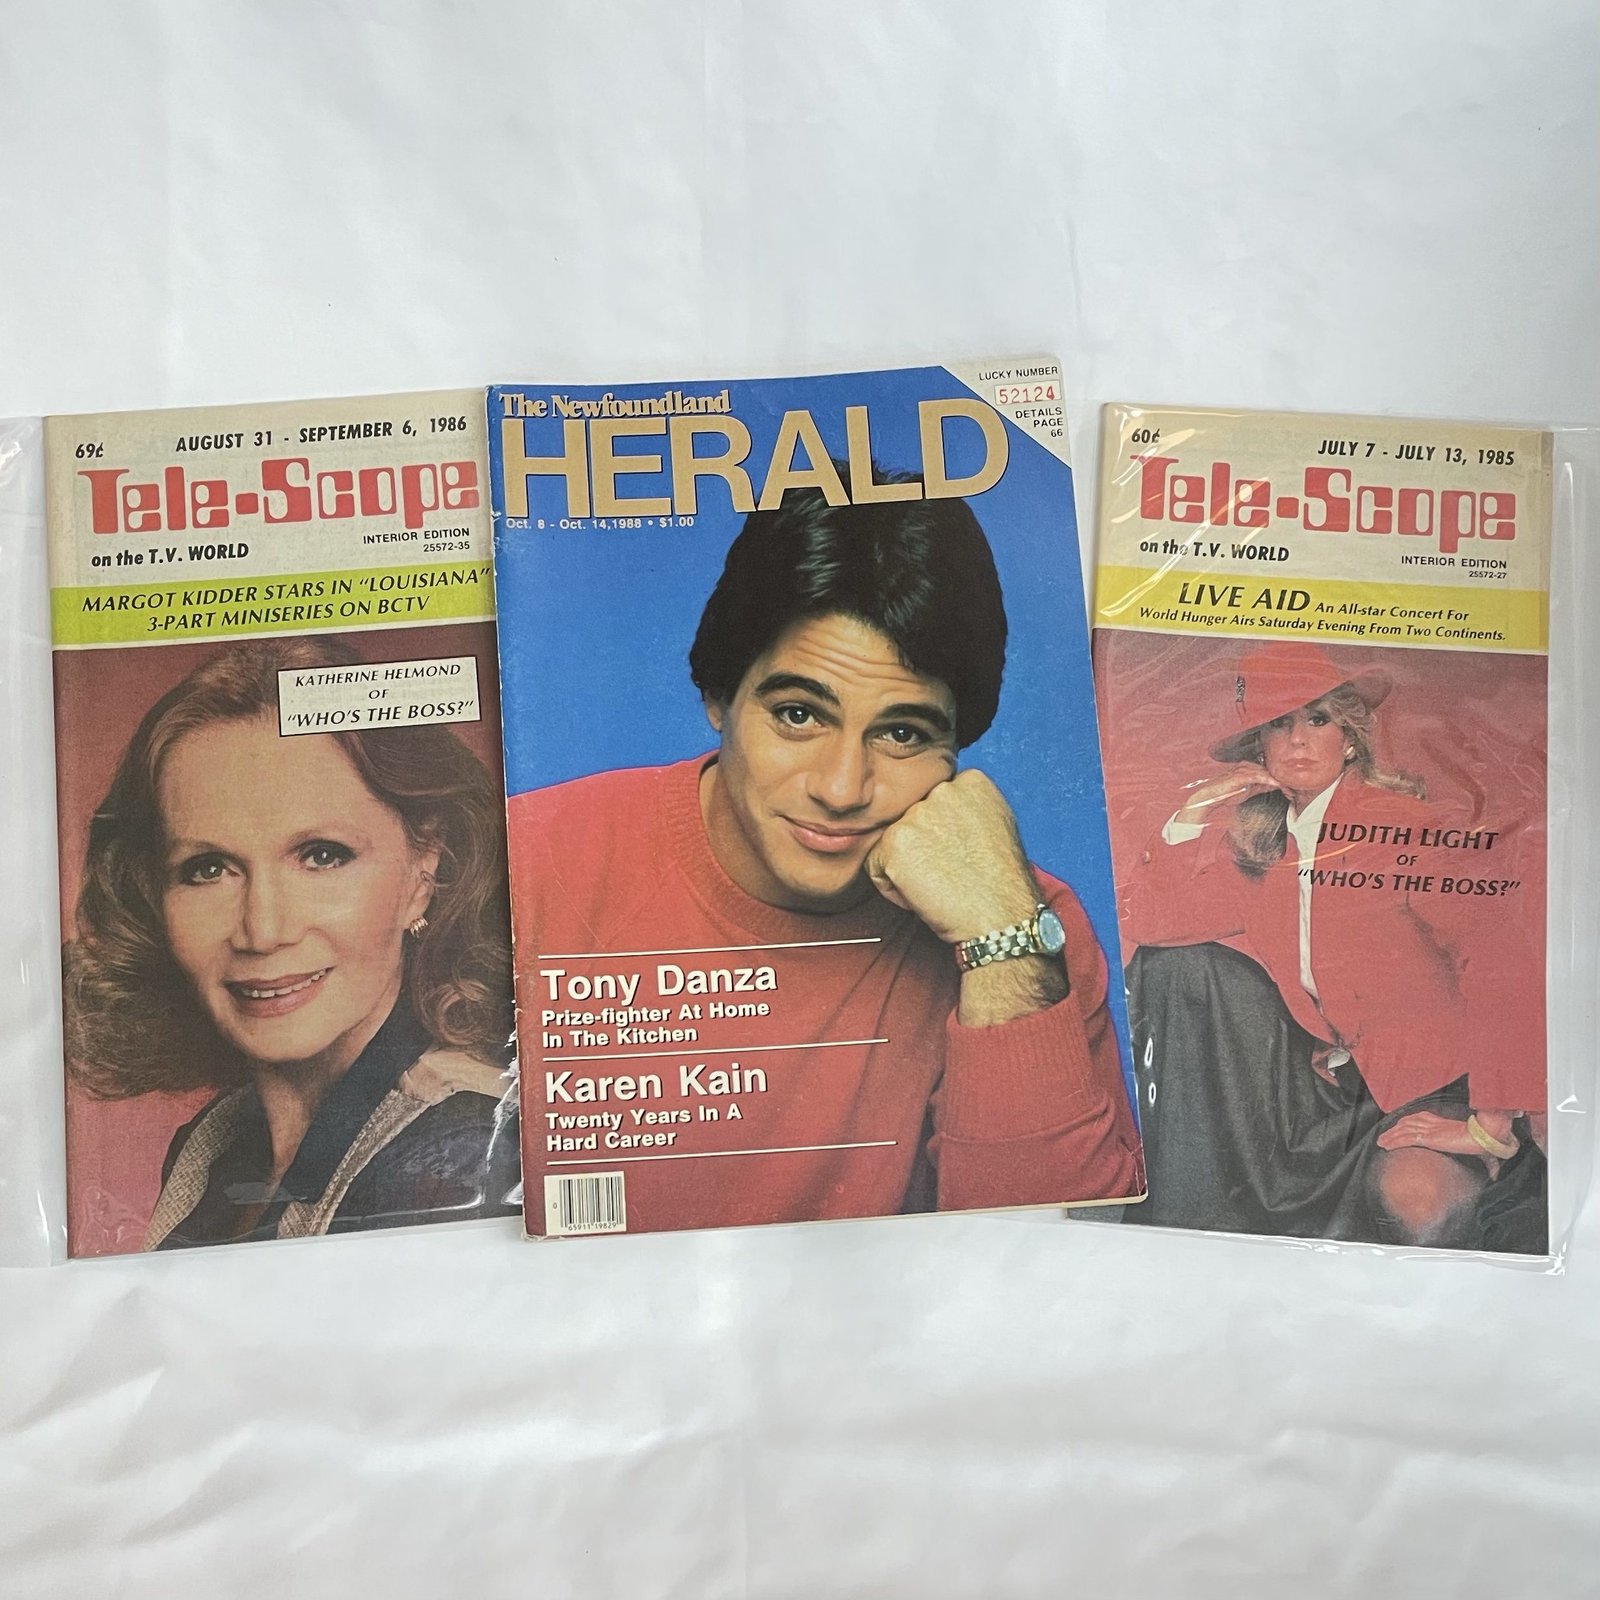 69¢
AUGUST 31 - SEPTEMBER 6, 1986
Tele-Scope
on the T.V. WORLD
INTERIOR EDITION
25572-35
MARGOT KIDDER STARS IN "LOUISIANA"
3-PART MINISERIES ON BCTV
KATHERINE HELMOND
OF
"WHO'S THE BOSS?"
The Newfoundland
HERALD
Oct. 8 - Oct. 14, 1988 • $1.00
LUCKY NUMBER
52124
DETAILS
PAGE
66
Tony Danza
Prize-fighter At Home
In The Kitchen
Karen Kain
Twenty Years In A
Hard Career
0 65911 19829
60¢
JULY 7 - JULY 13, 1985
Tele-Scope
on the T.V. WORLD
INTERIOR EDITION
25572-27
LIVE AID An All-star Concert For
World Hunger Airs Saturday Evening From Two Continents.
JUDITH LIGHT
OF
"WHO'S THE BOSS?"